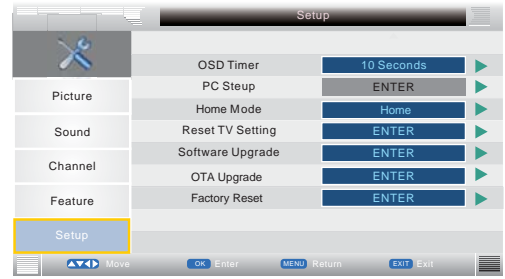 Setup
OSD Timer 10 Seconds
PC Steup ENTER
Home Mode Home
Reset TV Setting ENTER
Software Upgrade ENTER
OTA Upgrade ENTER
Factory Reset ENTER
Picture
Sound
Channel
Feature
Setup
Move OK Enter MENU Return EXIT Exit